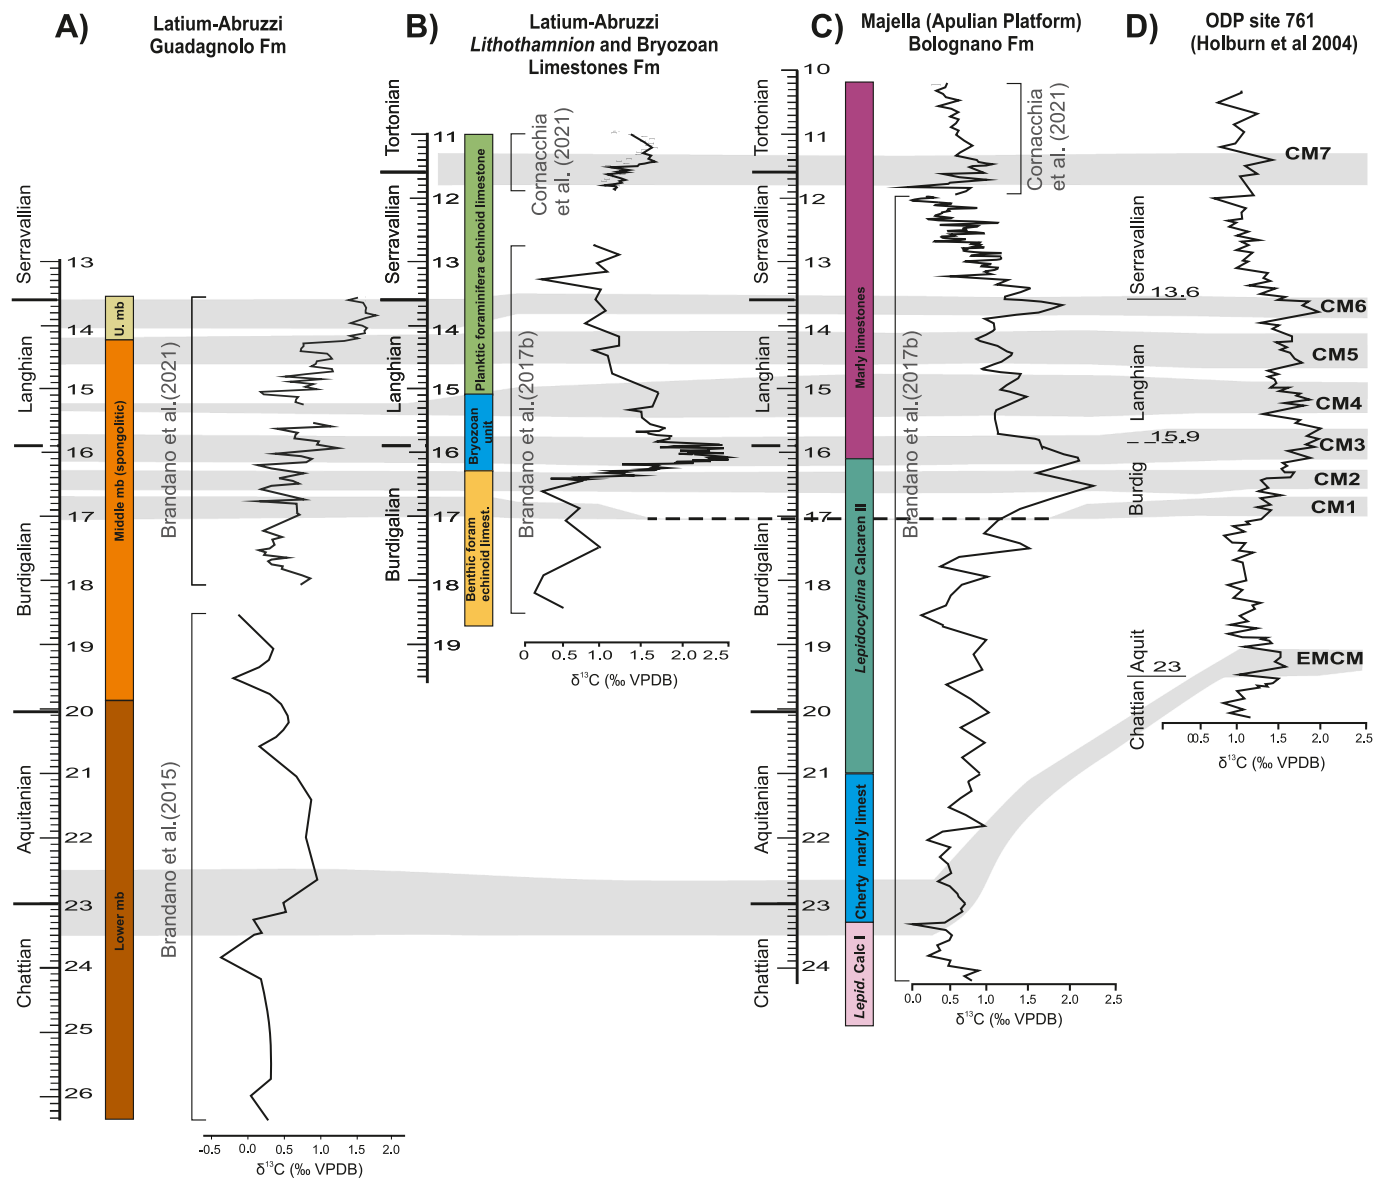 A)
Latium-Abruzzi
Guadagnolo Fm
B)
Latium-Abruzzi
Lithothamnion and Bryozoan
Limestones Fm
C)
Majella (Apulian Platform)
Bolognano Fm
D)
ODP site 761
(Holburn et al 2004)
Serravallian
Langhian
Burdigalian
Aquitanian
Chattian
13
14
15
16
17
18
19
20
21
22
23
24
25
26
U. mb
Middle mb (spongolitic)
Lower mb
Brandano et al.(2021)
Brandano et al.(2015)
-0.5
0.0
0.5
1.0
1.5
2.0
δ¹³C (‰ VPDB)
Tortonian
Serravallian
Langhian
Burdigalian
11
12
13
14
15
16
17
18
19
Planktic foraminifera echinoid limestone
Bryozoan
unit
Benthic foram
echinoid limest.
Cornacchia
et al. (2021)
Brandano et al.(2017b)
0
0.5
1.0
2.0
2.5
δ¹³C (‰ VPDB)
Tortonian
Serravallian
Langhian
Burdigalian
Aquitanian
Chattian
10
11
12
13
14
15
16
17
18
19
20
21
22
23
24
Marly limestones
Lepidocyclina Calcaren II
Cherty marly limest
Lepid. Calc I
Cornacchia
et al. (2021)
Brandano et al.(2017b)
0.0
0.5
1.0
1.5
2.0
2.5
δ¹³C (‰ VPDB)
Serravallian
13.6
Langhian
15.9
Burdig
Aquit
23
Chattian
CM7
CM6
CM5
CM4
CM3
CM2
CM1
EMCM
00.5
1.0
1.5
2.0
2.5
δ¹³C (‰ VPDB)